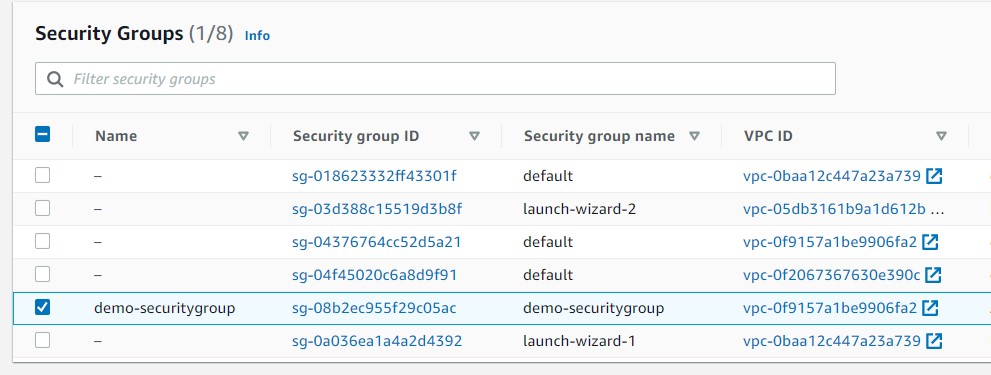 Security Groups (1/8) Info
Filter security groups
Name Security group ID Security group name VPC ID
– sg-018623332ff43301f default vpc-0baa12c447a23a739
– sg-03d388c15519d3b8f launch-wizard-2 vpc-05db3161b9a1d612b ...
– sg-04376764cc52d5a21 default vpc-0f9157a1be9906fa2
– sg-04f45020c6a8d9f91 default vpc-0f2067367630e390c
demo-securitygroup sg-08b2ec955f29c05ac demo-securitygroup vpc-0f9157a1be9906fa2
– sg-0a036ea1a4a2d4392 launch-wizard-1 vpc-0baa12c447a23a739